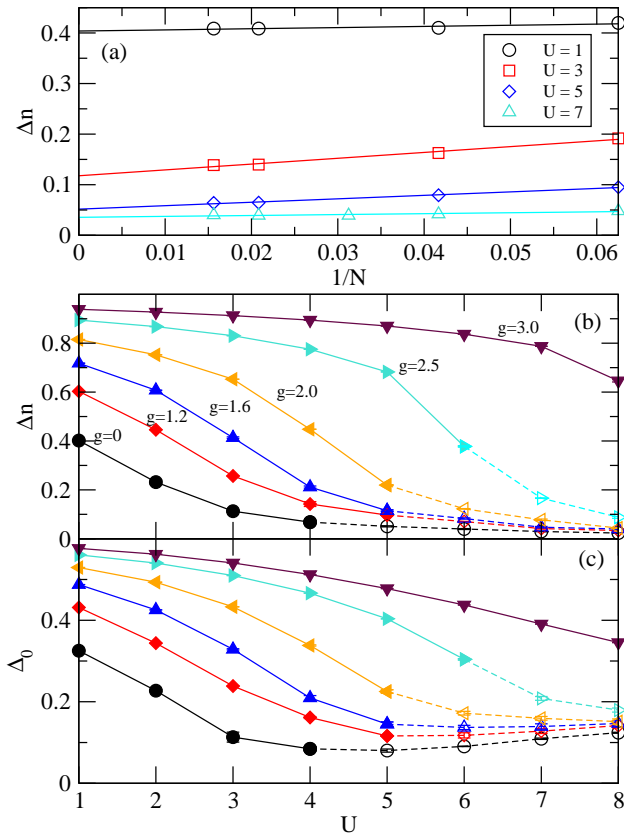 0.4
0.3
0.2
0.1
0
Δn
(a)
U = 1
U = 3
U = 5
U = 7
0 0.01 0.02 0.03 0.04 0.05 0.06
1/N
0.8
0.6
0.4
0.2
0
Δn
(b)
g=3.0
g=2.5
g=2.0
g=1.6
g=1.2
g=0
0.4
0.2
0
Δ0
(c)
1 2 3 4 5 6 7 8
U